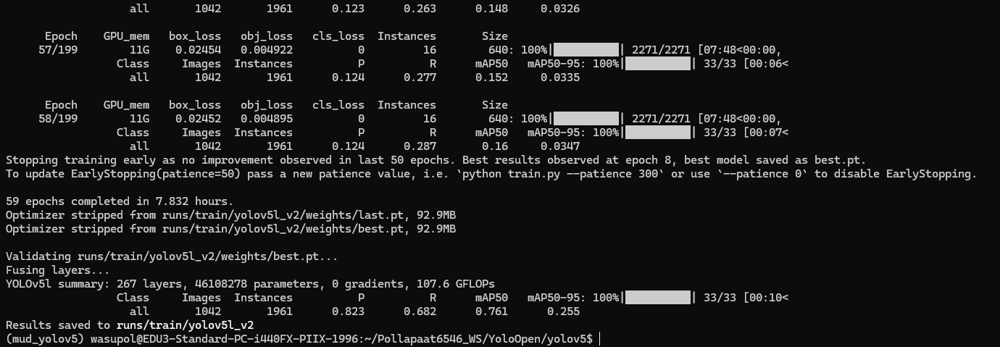 all 1042 1961 0.123 0.263 0.148 0.0326
Epoch GPU_mem box_loss obj_loss cls_loss Instances Size
57/199 11G 0.02454 0.004922 0 16 640: 100%|██████████| 2271/2271 [07:48<00:00,
Class Images Instances P R mAP50 mAP50-95: 100%|██████████| 33/33 [00:06<
all 1042 1961 0.124 0.277 0.152 0.0335
Epoch GPU_mem box_loss obj_loss cls_loss Instances Size
58/199 11G 0.02452 0.004895 0 16 640: 100%|██████████| 2271/2271 [07:48<00:00,
Class Images Instances P R mAP50 mAP50-95: 100%|██████████| 33/33 [00:07<
all 1042 1961 0.124 0.287 0.16 0.0347
Stopping training early as no improvement observed in last 50 epochs. Best results observed at epoch 8, best model saved as best.pt.
To update EarlyStopping(patience=50) pass a new patience value, i.e. `python train.py --patience 300` or use `--patience 0` to disable EarlyStopping.
59 epochs completed in 7.832 hours.
Optimizer stripped from runs/train/yolov5l_v2/weights/last.pt, 92.9MB
Optimizer stripped from runs/train/yolov5l_v2/weights/best.pt, 92.9MB
Validating runs/train/yolov5l_v2/weights/best.pt...
Fusing layers...
YOLOv5l summary: 267 layers, 46108278 parameters, 0 gradients, 107.6 GFLOPs
Class Images Instances P R mAP50 mAP50-95: 100%|██████████| 33/33 [00:10<
all 1042 1961 0.823 0.682 0.761 0.255
Results saved to runs/train/yolov5l_v2
(mud_yolov5) wasupol@EDU3-Standard-PC-i440FX-PIIX-1996:~/Pollapaat6546_WS/YoloOpen/yolov5$